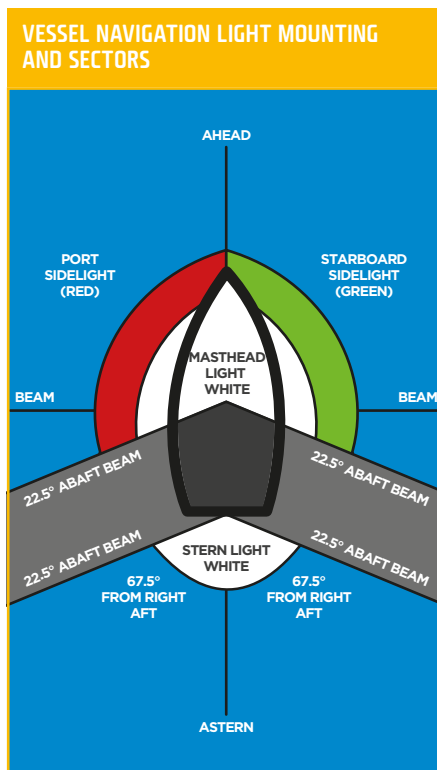 VESSEL NAVIGATION LIGHT MOUNTING
AND SECTORS
AHEAD
PORT
SIDELIGHT
(RED)
STARBOARD
SIDELIGHT
(GREEN)
MASTHEAD
LIGHT
WHITE
BEAM
BEAM
22.5° ABAFT BEAM
22.5° ABAFT BEAM
22.5° ABAFT BEAM
22.5° ABAFT BEAM
STERN LIGHT
WHITE
67.5°
FROM RIGHT
AFT
67.5°
FROM RIGHT
AFT
ASTERN